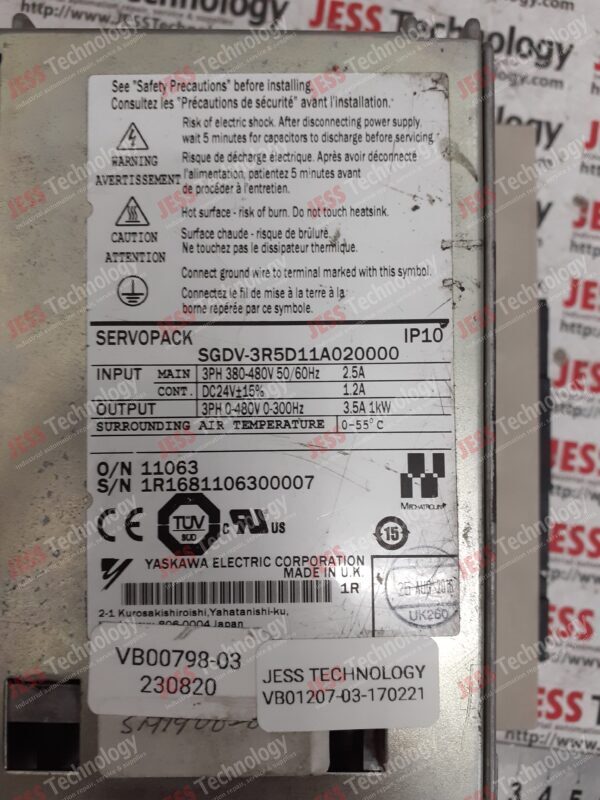 See "Safety Precautions" before installing.
Consultez les "Précautions de sécurité" avant l'installation.
Risk of electric shock. After disconnecting power supply,
wait 5 minutes for capacitors to discharge before servicing.
WARNING
AVERTISSEMENT
Risque de décharge électrique. Après avoir déconnecté
l'alimentation, patientez 5 minutes avant
de procéder à l'entretien.
Hot surface - risk of burn. Do not touch heatsink.
CAUTION
ATTENTION
Surface chaude - risque de brûlure.
Ne touchez pas le dissipateur thermique.
Connect ground wire to terminal marked with this symbol.
Connectez le fil de mise à la terre à la
borne repérée par ce symbole.
SERVOPACK IP10
SGDV-3R5D11A020000
INPUT MAIN 3PH 380-480V 50/60Hz 2.5A
CONT. DC24V±15% 1.2A
OUTPUT 3PH 0-480V 0-300Hz 3.5A 1kW
SURROUNDING AIR TEMPERATURE 0-55°C
O/N 11063
S/N 1R1681106300007
MECHATROLINK
CE TÜV SÜD c UL US 15
YASKAWA ELECTRIC CORPORATION
MADE IN U.K.
1R
2-1 Kurosakishiroishi,Yahatanishi-ku,
806-0004 Japan
UK260
VB00798-03
230820
JESS TECHNOLOGY
VB01207-03-170221
3 4 5
JESS Technology